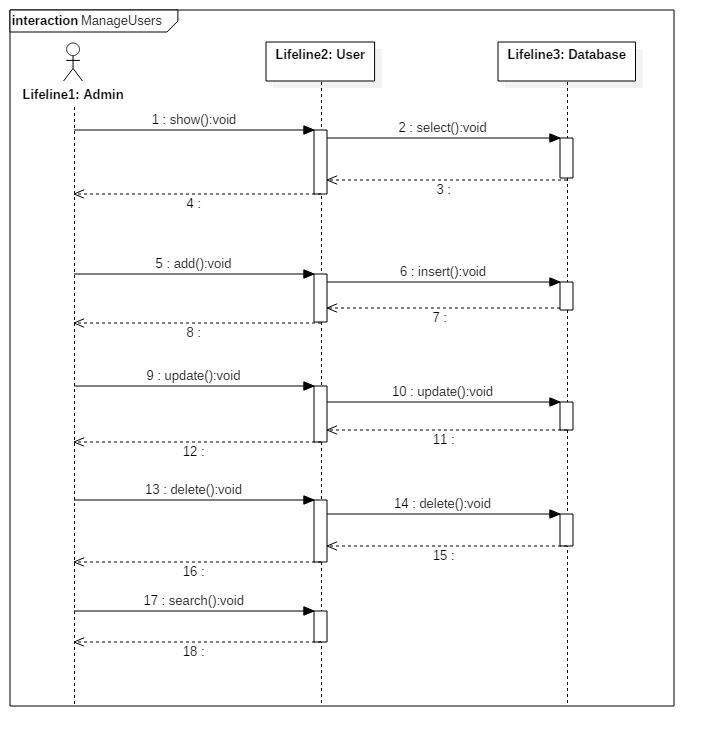 interaction ManageUsers
Lifeline2: User
Lifeline3: Database
Lifeline1: Admin
1 : show():void
2 : select():void
3 :
4 :
5 : add():void
6 : insert():void
7 :
8 :
9 : update():void
10 : update():void
11 :
12 :
13 : delete():void
14 : delete():void
15 :
16 :
17 : search():void
18 :